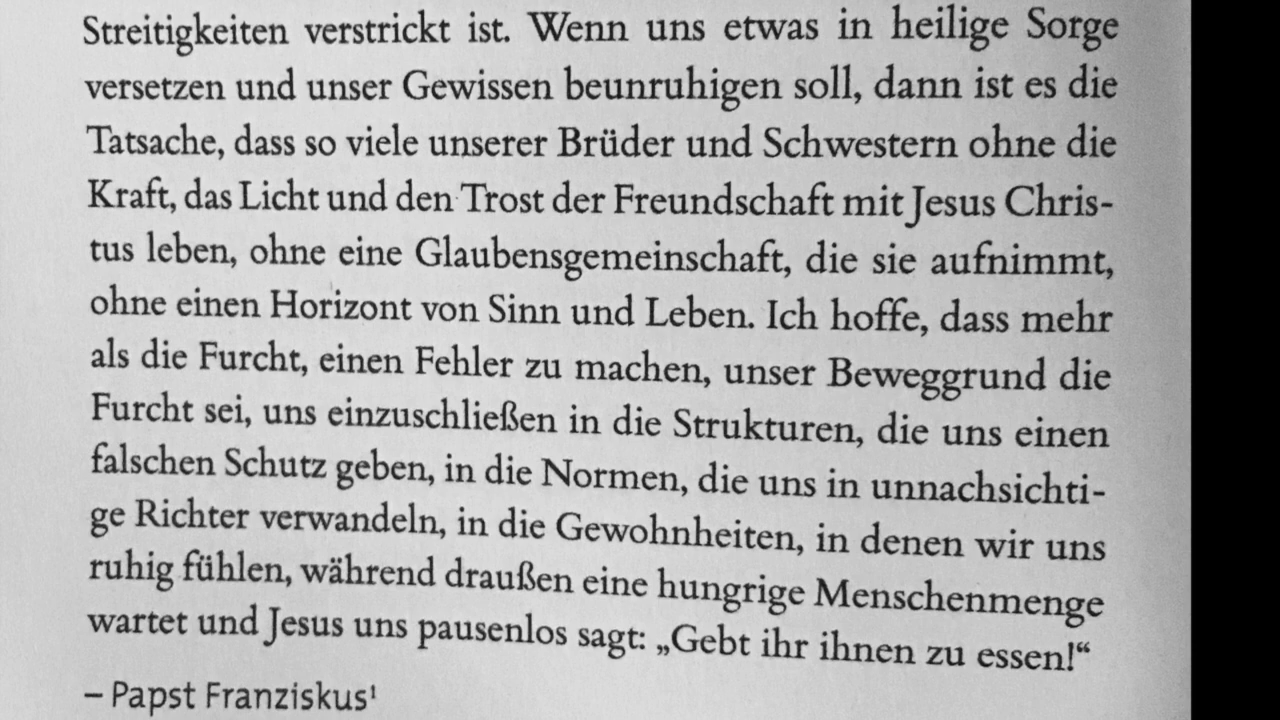 Streitigkeiten verstrickt ist. Wenn uns etwas in heilige Sorge
versetzen und unser Gewissen beunruhigen soll, dann ist es die
Tatsache, dass so viele unserer Brüder und Schwestern ohne die
Kraft, das Licht und den Trost der Freundschaft mit Jesus Chris-
tus leben, ohne eine Glaubensgemeinschaft, die sie aufnimmt,
ohne einen Horizont von Sinn und Leben. Ich hoffe, dass mehr
als die Furcht, einen Fehler zu machen, unser Beweggrund die
Furcht sei, uns einzuschließen in die Strukturen, die uns einen
falschen Schutz geben, in die Normen, die uns in unnachsichti-
ge Richter verwandeln, in die Gewohnheiten, in denen wir uns
ruhig fühlen, während draußen eine hungrige Menschenmenge
wartet und Jesus uns pausenlos sagt: „Gebt ihr ihnen zu essen!“
– Papst Franziskus¹